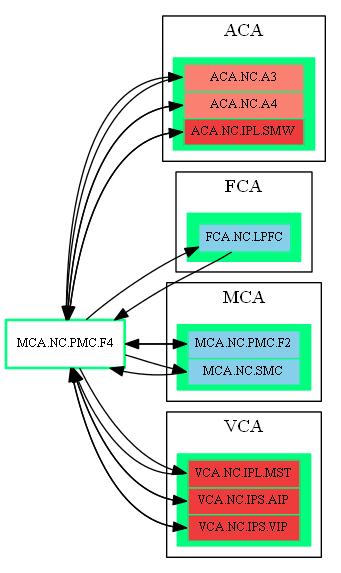 ACA
ACA.NC.A3
ACA.NC.A4
ACA.NC.IPL.SMW
FCA
FCA.NC.LPFC
MCA
MCA.NC.PMC.F4
MCA.NC.PMC.F2
MCA.NC.SMC
VCA
VCA.NC.IPL.MST
VCA.NC.IPS.AIP
VCA.NC.IPS.VIP